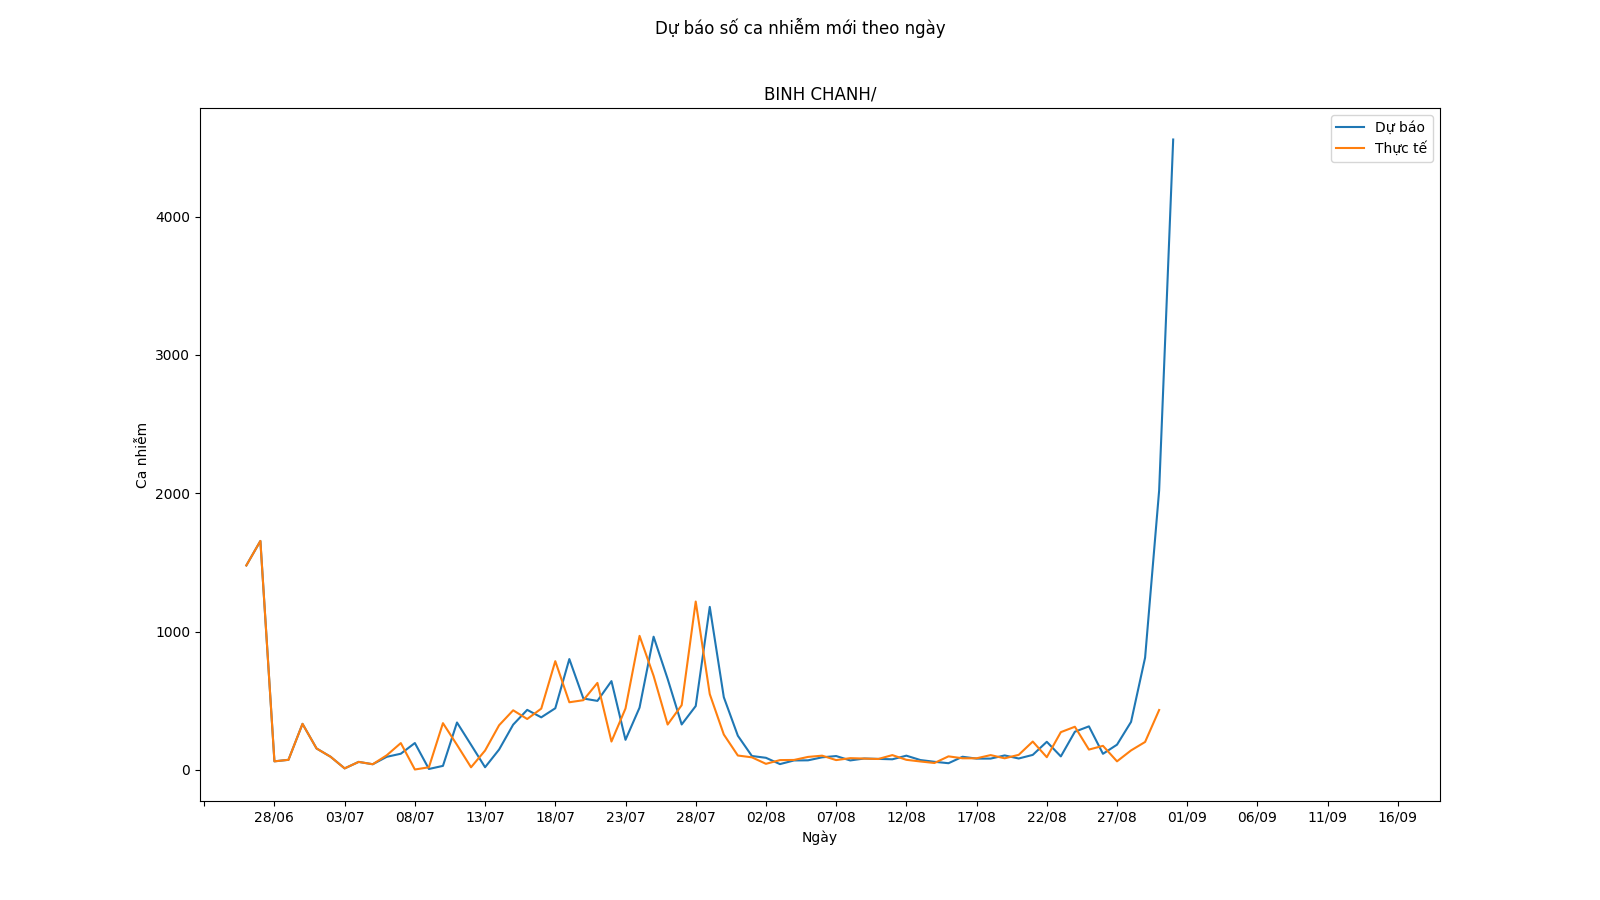 Dự báo số ca nhiễm mới theo ngày
BINH CHANH/
Dự báo
Thực tế
4000
3000
2000
1000
0
Ca nhiễm
28/06 03/07 08/07 13/07 18/07 23/07 28/07 02/08 07/08 12/08 17/08 22/08 27/08 01/09 06/09 11/09 16/09
Ngày